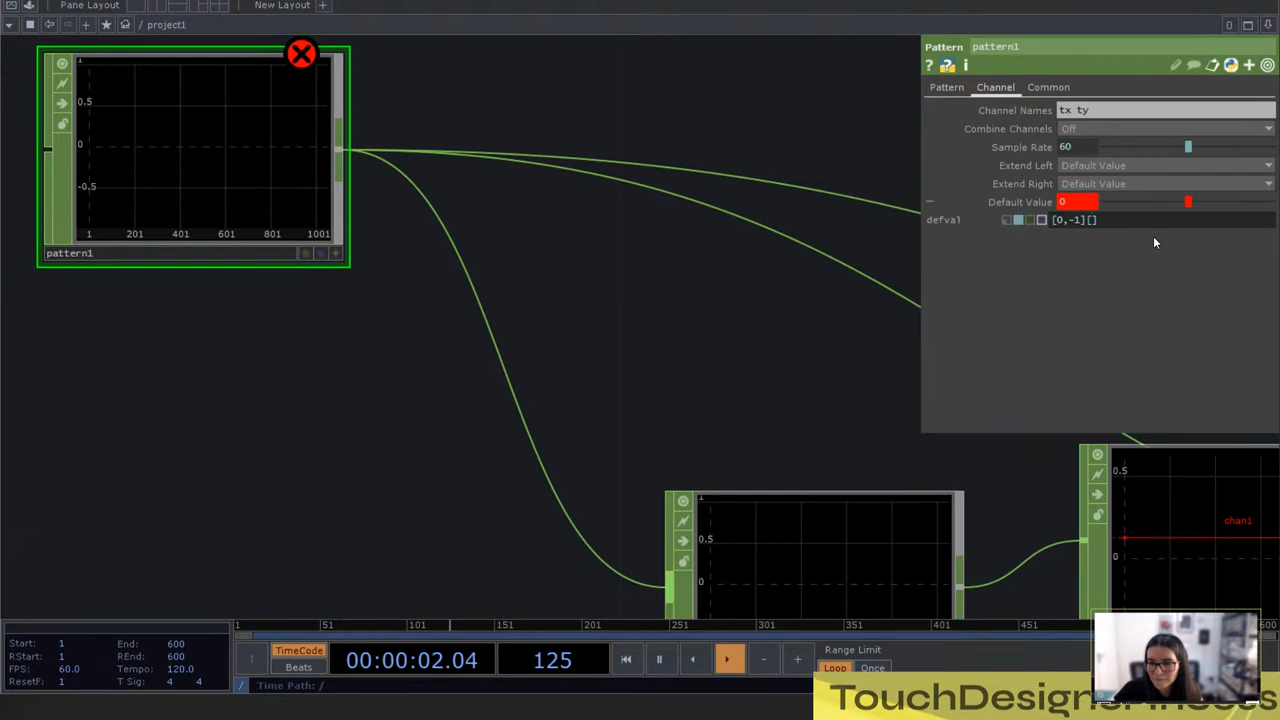 Pane Layout
New Layout +
/ project1
1
0.5
0
-0.5
1 201 401 601 801 1001
pattern1
Pattern pattern1
? ? i
Pattern Channel Common
Channel Names tx ty
Combine Channels Off
Sample Rate 60
Extend Left Default Value
Extend Right Default Value
Default Value 0
defval [0,-1][]
1
0.5
0
0.5
0
chan1
Start: 1 End: 600
RStart: 1 REnd: 600
FPS: 60.0 Tempo: 120.0
ResetF: 1 T Sig: 4 4
1 51 101 151 201 251 301 351 401 451 500
TimeCode
Beats
00:00:02.04
125
Range Limit
Loop Once
/ Time Path: /